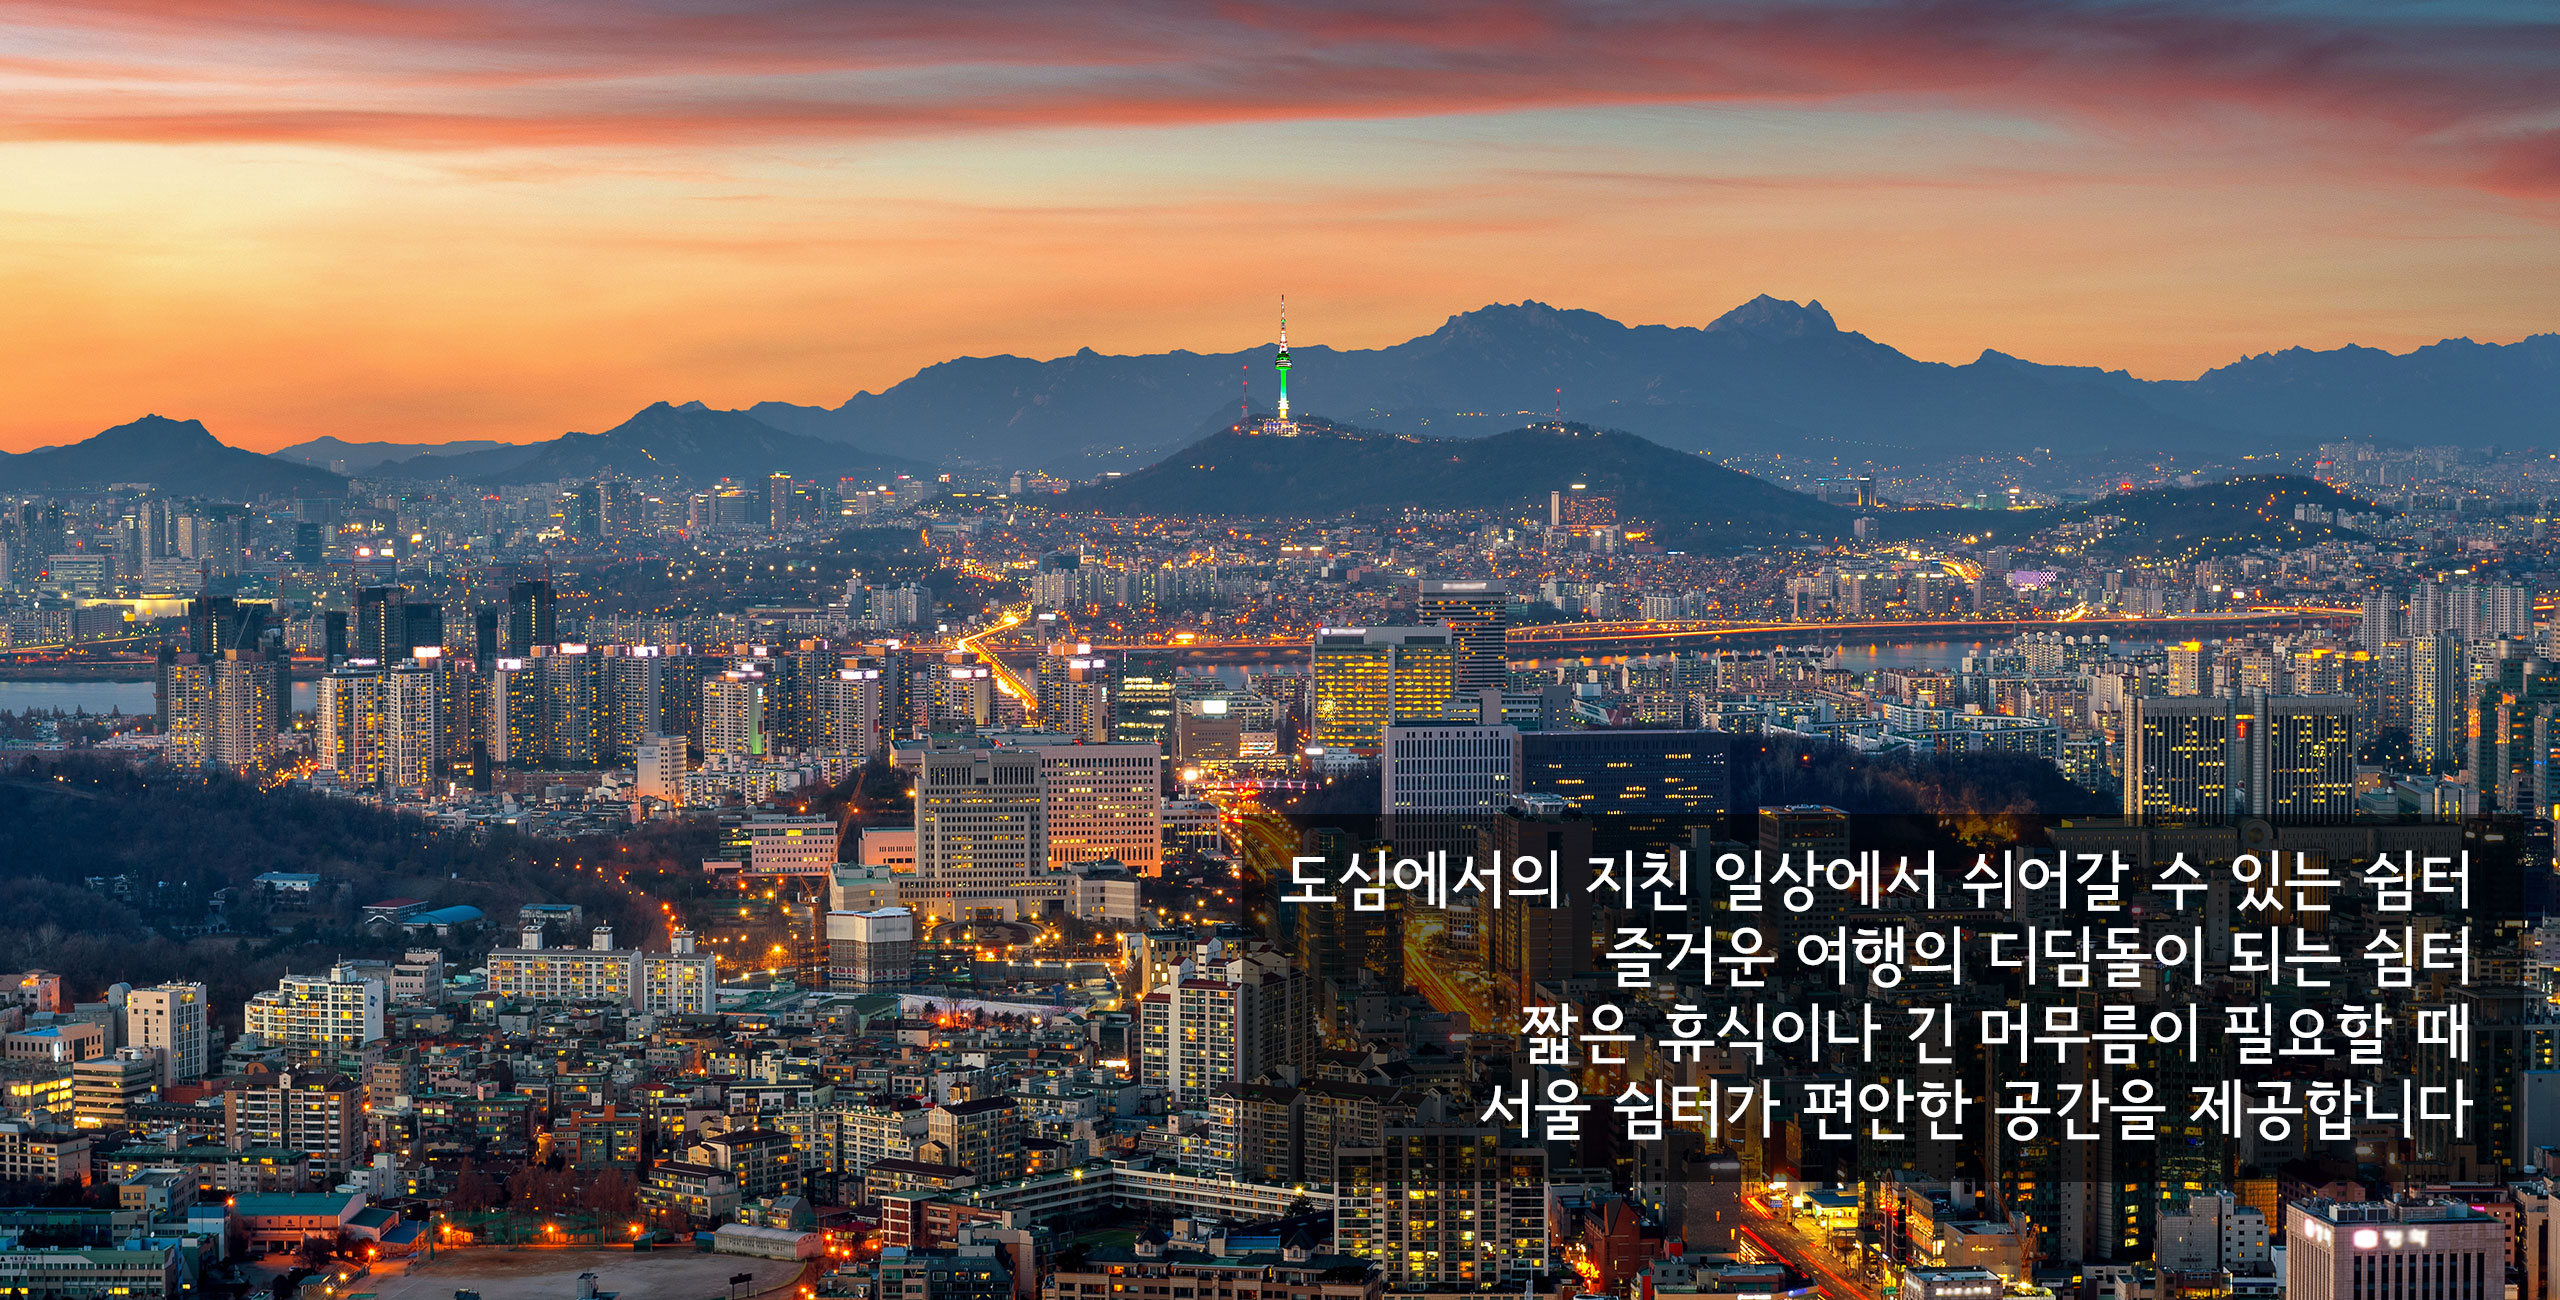 도심에서의 지친 일상에서 쉬어갈 수 있는 쉼터
즐거운 여행의 디딤돌이 되는 쉼터
짧은 휴식이나 긴 머무름이 필요할 때
서울 쉼터가 편안한 공간을 제공합니다